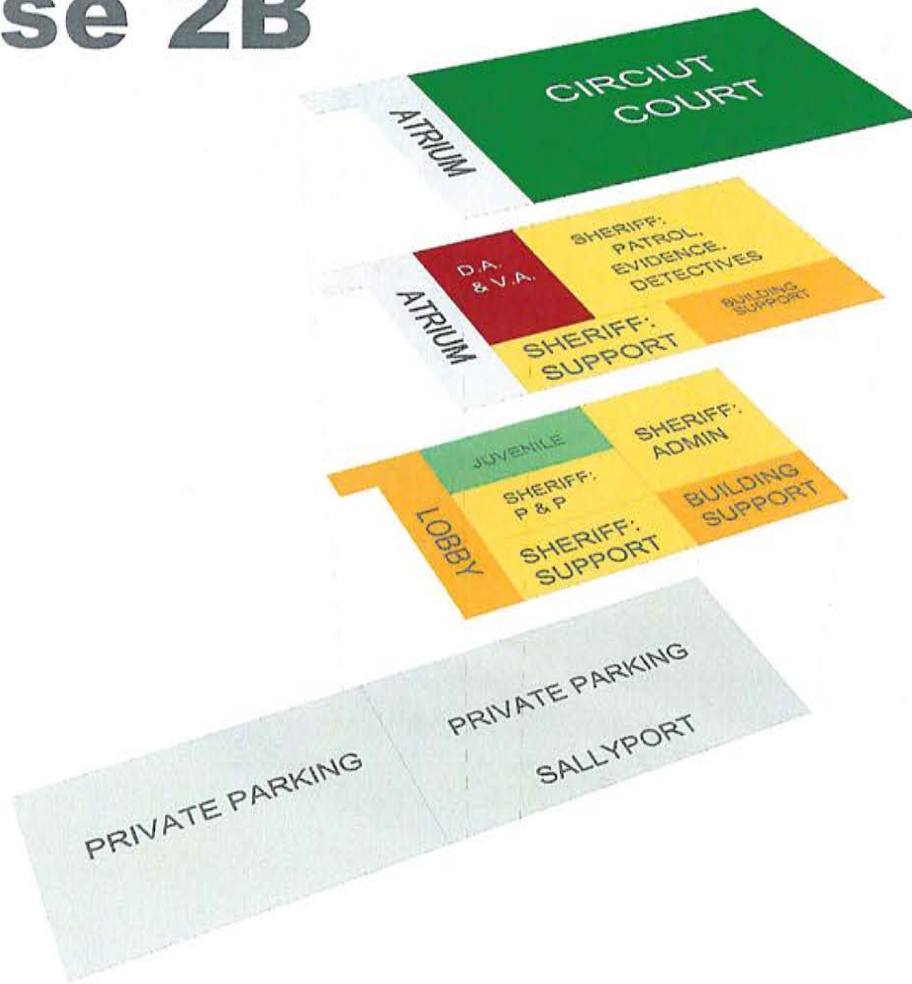 se 2B
CIRCIUT
COURT
ATRIUM
D.A.
& V.A.
SHERIFF:
PATROL,
EVIDENCE,
DETECTIVES
BUILDING
SUPPORT
ATRIUM
SHERIFF:
SUPPORT
JUVENILE
SHERIFF:
ADMIN
SHERIFF:
P & P
BUILDING
SUPPORT
LOBBY
SHERIFF:
SUPPORT
PRIVATE PARKING
SALLYPORT
PRIVATE PARKING